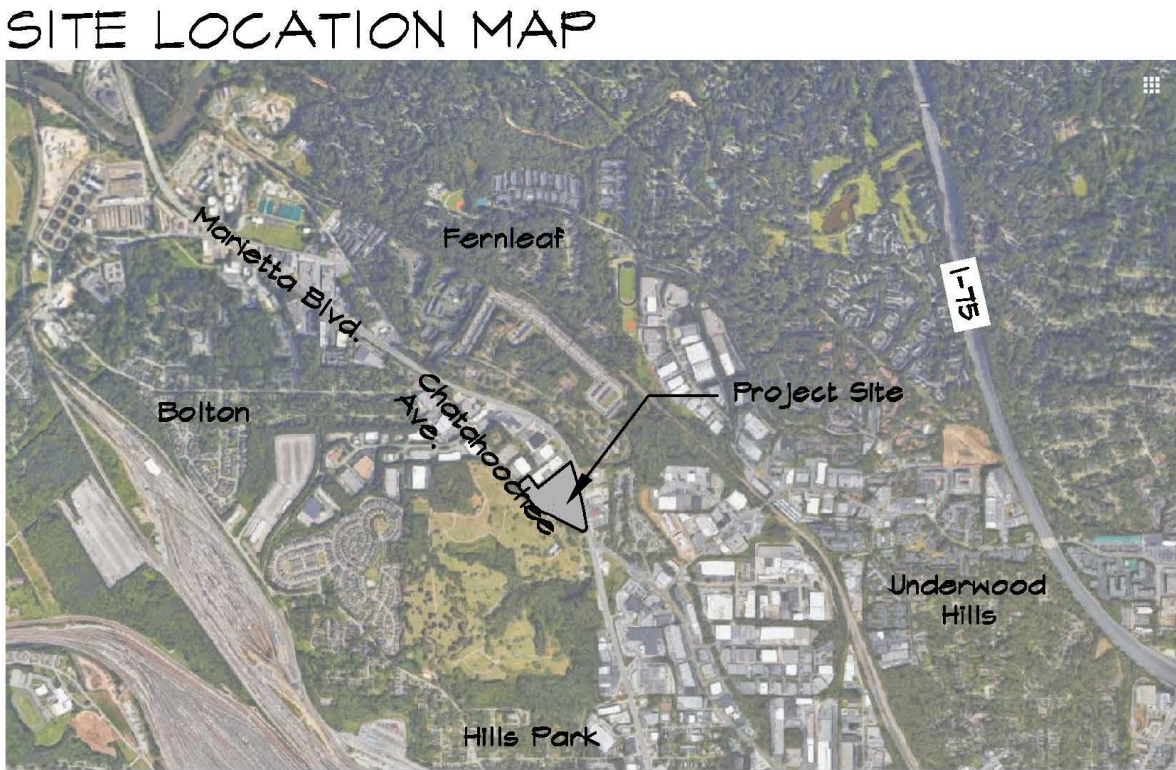 SITE LOCATION MAP
Marietta Blvd.
Fernleaf
I-75
Chatahoochee
Ave.
Project Site
Bolton
Underwood
Hills
Hills Park